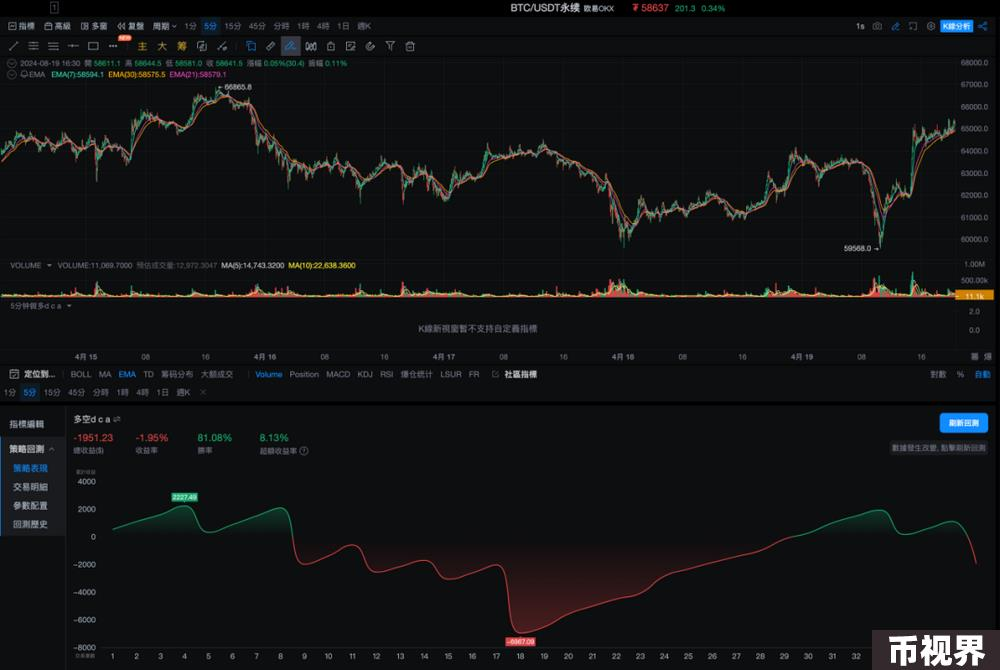 1
BTC/USDT永续 欧易OKX ₮ 58637 201.3 0.34%
指標 高級 多窗 復盤 周期 1分 5分 15分 45分 分時 1時 4時 1日 週K 1s K線分析
NEW 主 大 筹
2024-08-19 16:30 開 58611.1 高 58644.5 低 58581.0 收 58641.5 漲幅 0.05%(30.4) 振幅 0.11%
EMA EMA(7):58594.1 EMA(30):58575.5 EMA(21):58579.1
68000.0
67000.0
66865.8
66000.0
65000.0
64000.0
63000.0
62000.0
61000.0
60000.0
59568.0
VOLUME VOLUME:11,069.7000 預估成交量:12,972.3047 MA(5):14,743.3200 MA(10):22,638.3600
1.00M
500.00k
11.1k
5分钟做多d c a
2.0
K線新視窗暫不支持自定義指標
0.0
4月 15 08 16 4月 16 08 16 4月 17 08 16 4月 18 08 16 4月 19 08 16 籌 爆
定位到... BOLL MA EMA TD 筹码分布 大額成交 Volume Position MACD KDJ RSI 爆仓统计 LSUR FR 社區指標 對數 % 自動
1分 5分 15分 45分 分時 1時 4時 1日 週K
指標編輯
策略回測
策略表現
交易明細
參數配置
回測歷史
多空d c a
刷新回測
-1951.23 -1.95% 81.08% 8.13%
總收益($) 收益率 勝率 超額收益率
數據發生改變, 點擊刷新回測
累計收益
4000
2227.49
2000
0
-2000
-4000
-6000
-6967.09
-8000
交易單數
1 2 3 4 5 6 7 8 9 10 11 12 13 14 15 16 17 18 19 20 21 22 23 24 25 26 27 28 29 30 31 32
币视界